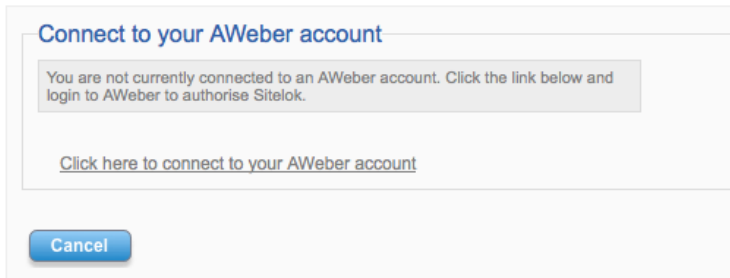 Connect to your AWeber account
You are not currently connected to an AWeber account. Click the link below and
login to AWeber to authorise Sitelok.
Click here to connect to your AWeber account
Cancel